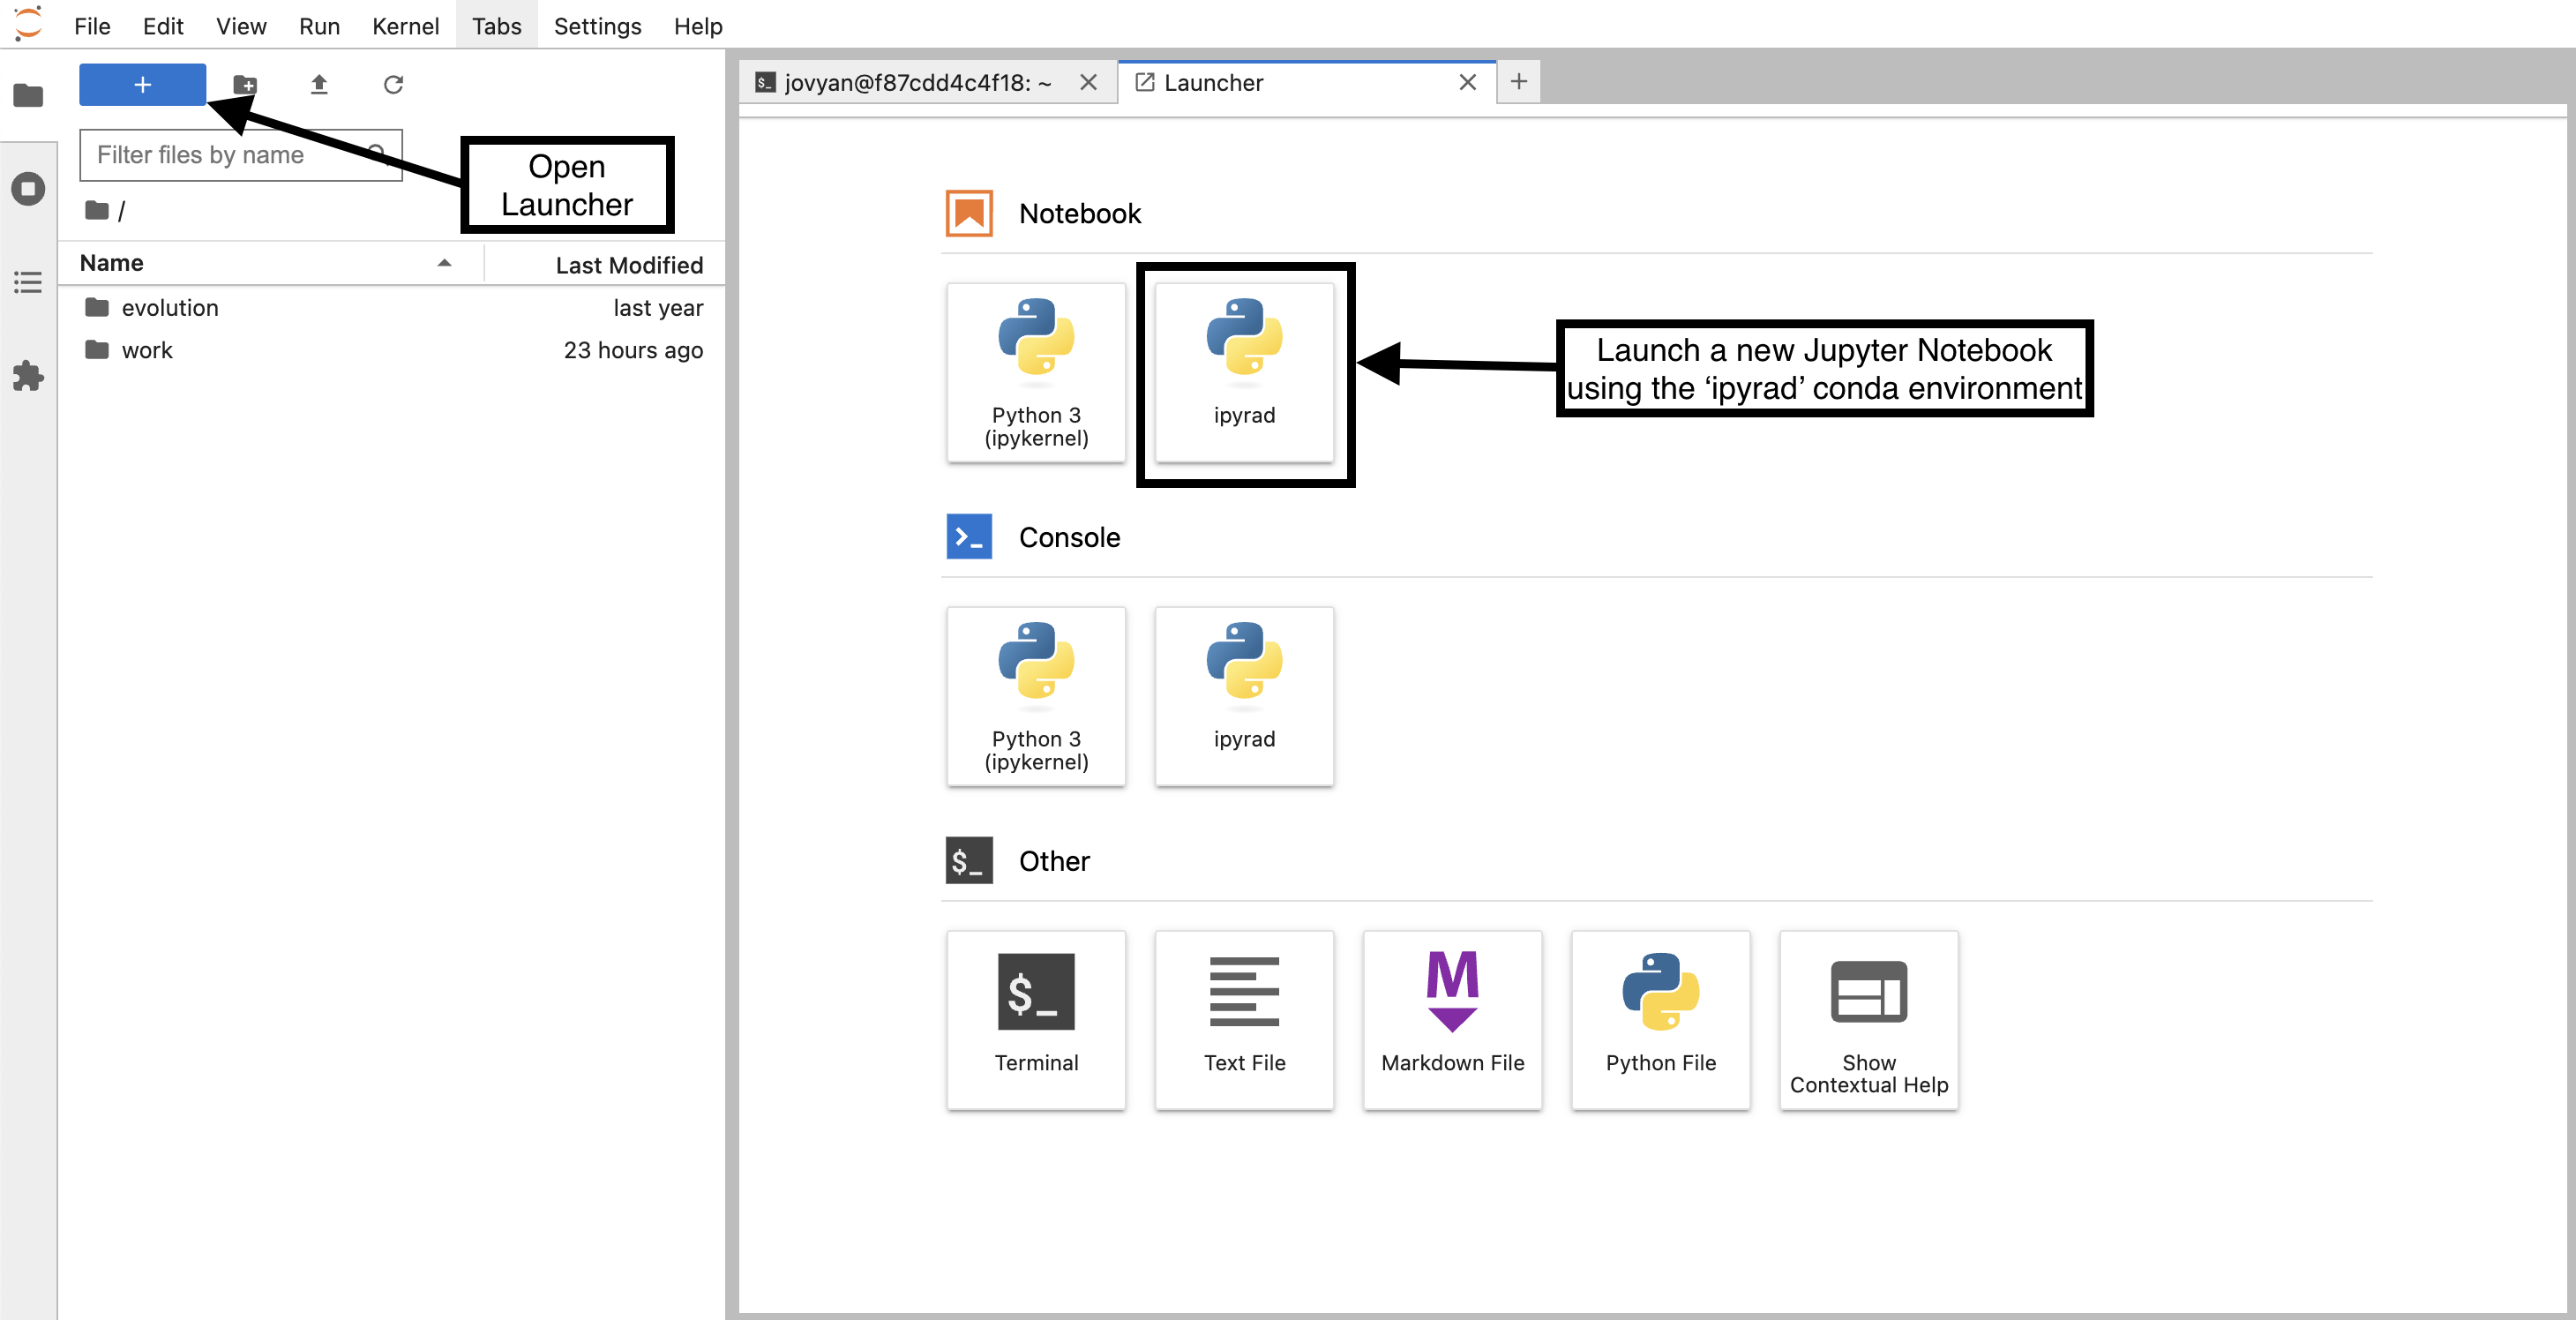 File Edit View Run Kernel Tabs Settings Help
+
Filter files by name
Open
Launcher
/
Name Last Modified
evolution last year
work 23 hours ago
$_ jovyan@f87cdd4c4f18: ~ Launcher +
Notebook
Python 3
(ipykernel)
ipyrad
Launch a new Jupyter Notebook
using the ‘ipyrad’ conda environment
>_ Console
Python 3
(ipykernel)
ipyrad
$_ Other
$_
Terminal
Text File
M
Markdown File
Python File
Show
Contextual Help